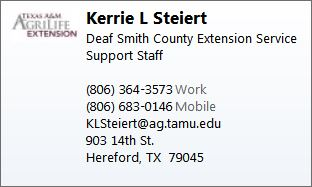 TEXAS A&M
AGRILIFE
EXTENSION
Kerrie L Steiert
Deaf Smith County Extension Service
Support Staff
(806) 364-3573 Work
(806) 683-0146 Mobile
KLSteiert@ag.tamu.edu
903 14th St.
Hereford, TX 79045